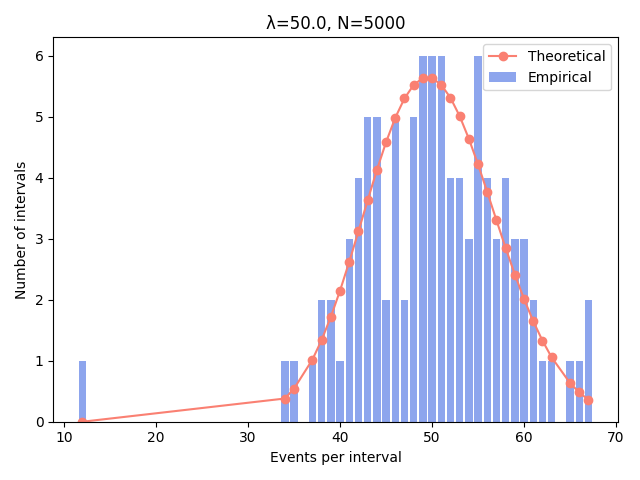 λ=50.0, N=5000
Theoretical
Empirical
Number of intervals
6
5
4
3
2
1
0
10 20 30 40 50 60 70
Events per interval